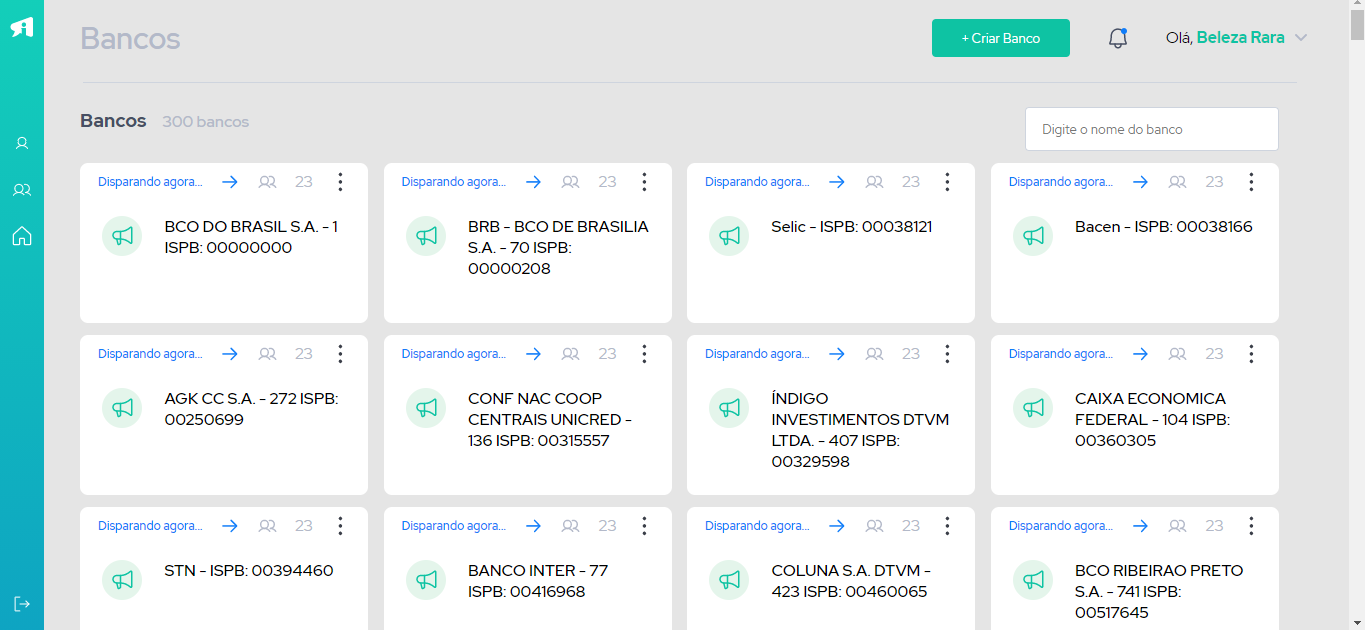 Bancos
+ Criar Banco
Olá, Beleza Rara
Bancos 300 bancos
Digite o nome do banco
Disparando agora... 23
BCO DO BRASIL S.A. - 1
ISPB: 00000000
Disparando agora... 23
BRB - BCO DE BRASILIA
S.A. - 70 ISPB:
00000208
Disparando agora... 23
Selic - ISPB: 00038121
Disparando agora... 23
Bacen - ISPB: 00038166
Disparando agora... 23
AGK CC S.A. - 272 ISPB:
00250699
Disparando agora... 23
CONF NAC COOP
CENTRAIS UNICRED -
136 ISPB: 00315557
Disparando agora... 23
ÍNDIGO
INVESTIMENTOS DTVM
LTDA. - 407 ISPB:
00329598
Disparando agora... 23
CAIXA ECONOMICA
FEDERAL - 104 ISPB:
00360305
Disparando agora... 23
STN - ISPB: 00394460
Disparando agora... 23
BANCO INTER - 77
ISPB: 00416968
Disparando agora... 23
COLUNA S.A. DTVM -
423 ISPB: 00460065
Disparando agora... 23
BCO RIBEIRAO PRETO
S.A. - 741 ISPB:
00517645